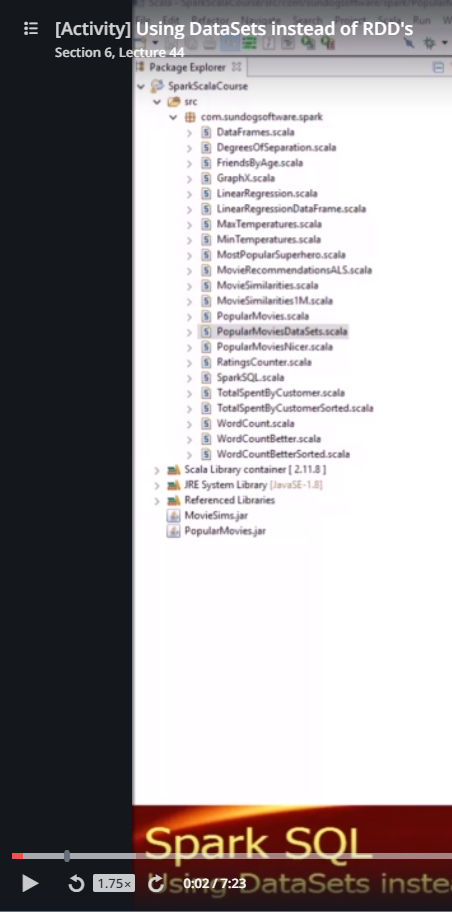 [Activity] Using DataSets instead of RDD's
Section 6, Lecture 44
Package Explorer
SparkScalaCourse
src
com.sundogsoftware.spark
DataFrames.scala
DegreesOfSeparation.scala
FriendsByAge.scala
GraphX.scala
LinearRegression.scala
LinearRegressionDataFrame.scala
MaxTemperatures.scala
MinTemperatures.scala
MostPopularSuperhero.scala
MovieRecommendationsALS.scala
MovieSimilarities.scala
MovieSimilarities1M.scala
PopularMovies.scala
PopularMoviesDataSets.scala
PopularMoviesNicer.scala
RatingsCounter.scala
SparkSQL.scala
TotalSpentByCustomer.scala
TotalSpentByCustomerSorted.scala
WordCount.scala
WordCountBetter.scala
WordCountBetterSorted.scala
Scala Library container [ 2.11.8 ]
JRE System Library [JavaSE-1.8]
Referenced Libraries
MovieSims.jar
PopularMovies.jar
Spark SQL
Using DataSets inste
1.75x 0:02 / 7:23